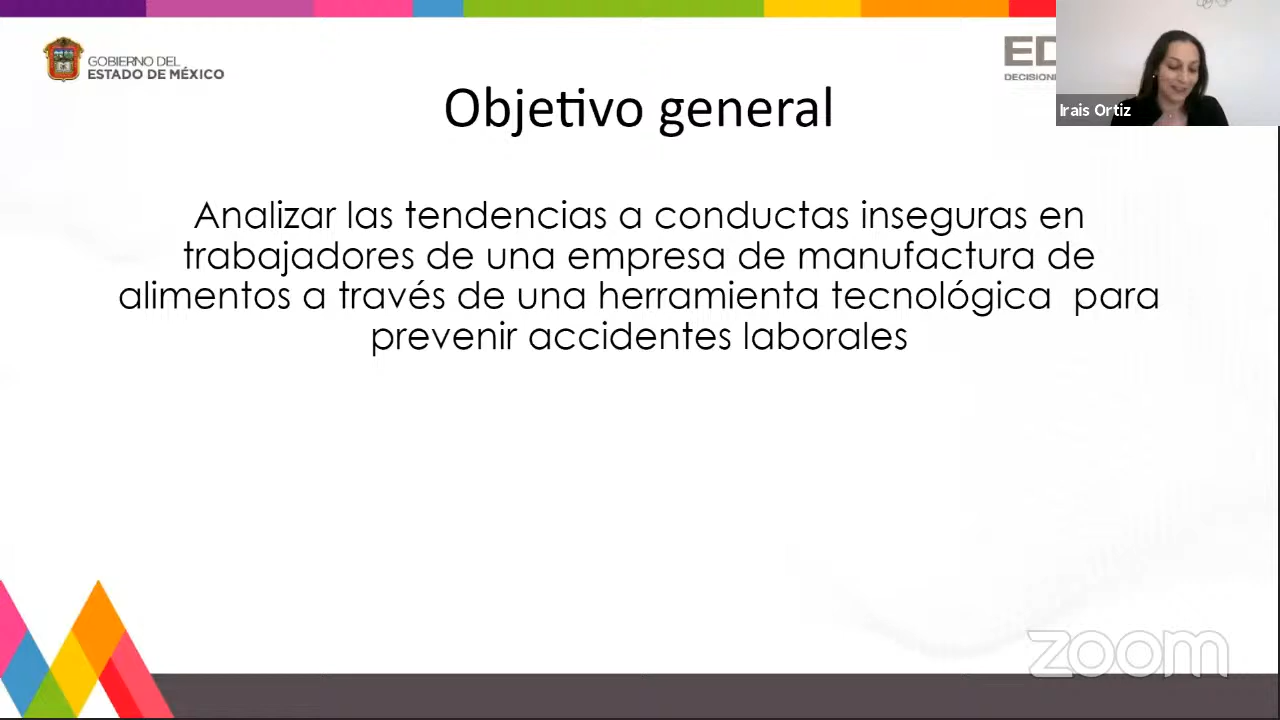 GOBIERNO DEL
ESTADO DE MÉXICO
Irais Ortiz
Objetivo general
Analizar las tendencias a conductas inseguras en
trabajadores de una empresa de manufactura de
alimentos a través de una herramienta tecnológica para
prevenir accidentes laborales
zoom